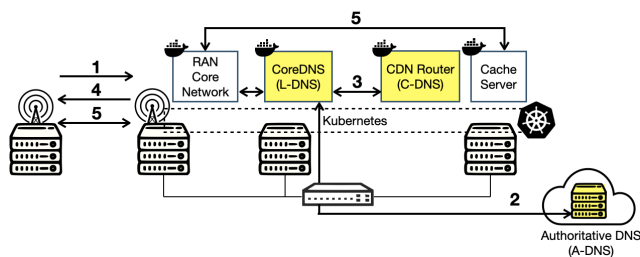 5
1
4
5
RAN
Core
Network
CoreDNS
(L-DNS)
3
CDN Router
(C-DNS)
Cache
Server
Kubernetes
2
Authoritative DNS
(A-DNS)